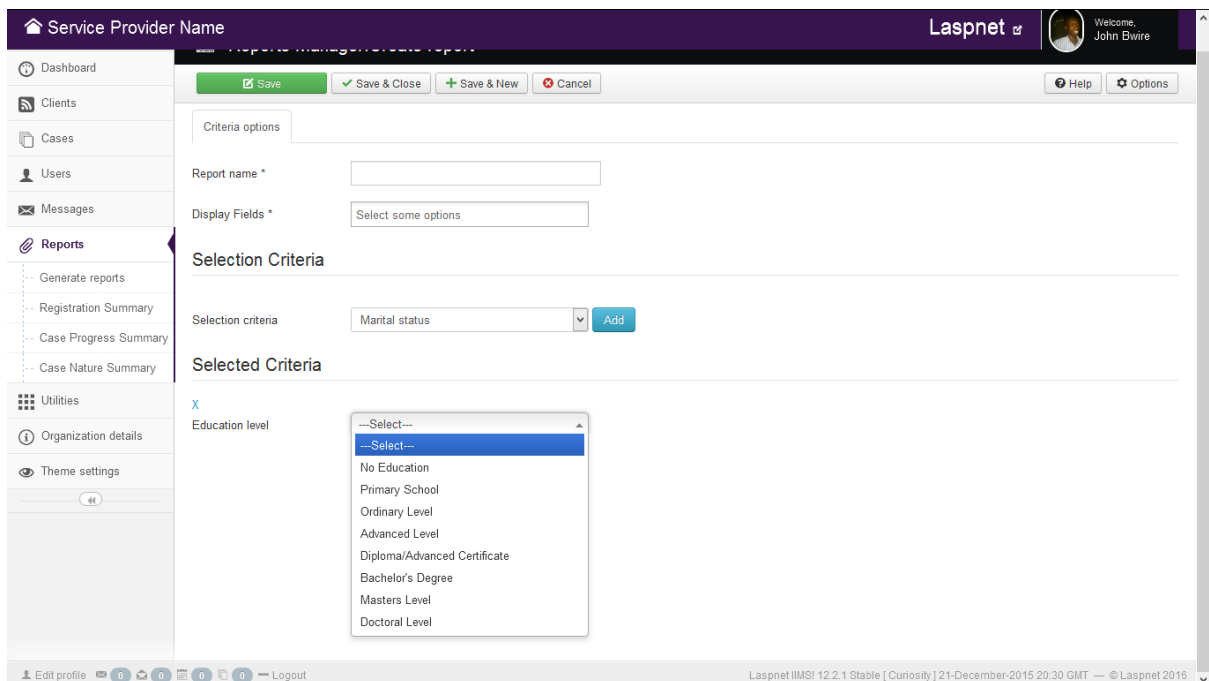 Service Provider Name
Laspnet
Welcome,
John Bwire
Reports Manager:Create report
Dashboard
Clients
Cases
Users
Messages
Reports
Generate reports
Registration Summary
Case Progress Summary
Case Nature Summary
Utilities
Organization details
Theme settings
Save
Save & Close
Save & New
Cancel
Help
Options
Criteria options
Report name *
Display Fields *
Select some options
Selection Criteria
Selection criteria
Marital status
Add
Selected Criteria
X
Education level
---Select---
---Select---
No Education
Primary School
Ordinary Level
Advanced Level
Diploma/Advanced Certificate
Bachelor's Degree
Masters Level
Doctoral Level
Edit profile 0 0 0 0 Logout
Laspnet IIMS! 12.2.1 Stable [ Curiosity ] 21-December-2015 20:30 GMT — © Laspnet 2016